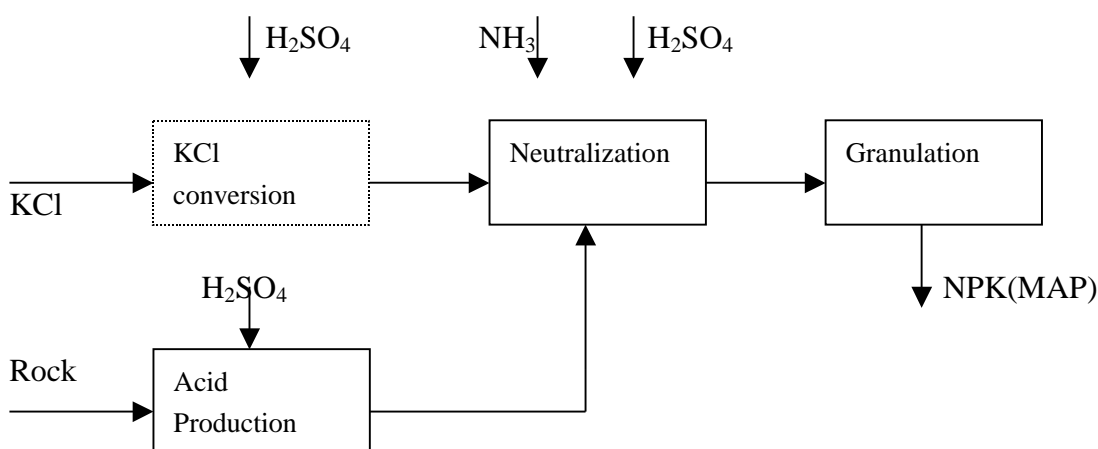 H₂SO₄
NH₃
H₂SO₄
KCl
conversion
Neutralization
Granulation
KCl
H₂SO₄
NPK(MAP)
Rock
Acid
Production